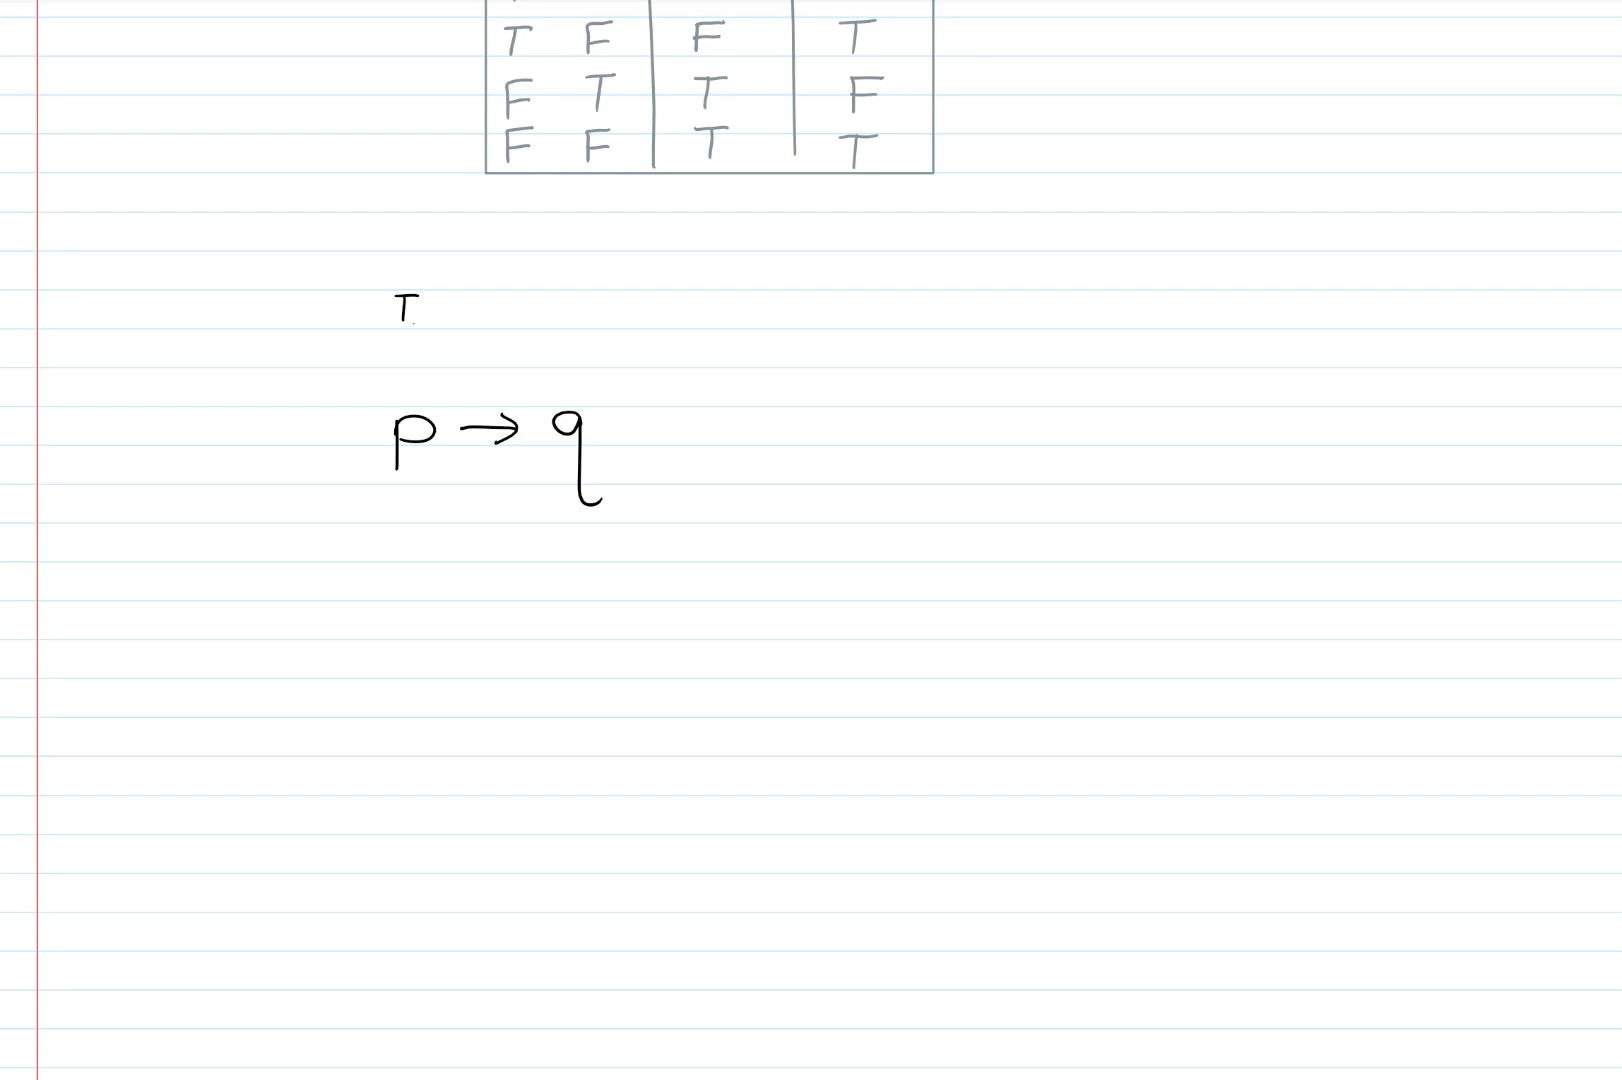 T F F T
F T T F
F F T T
T
p → q